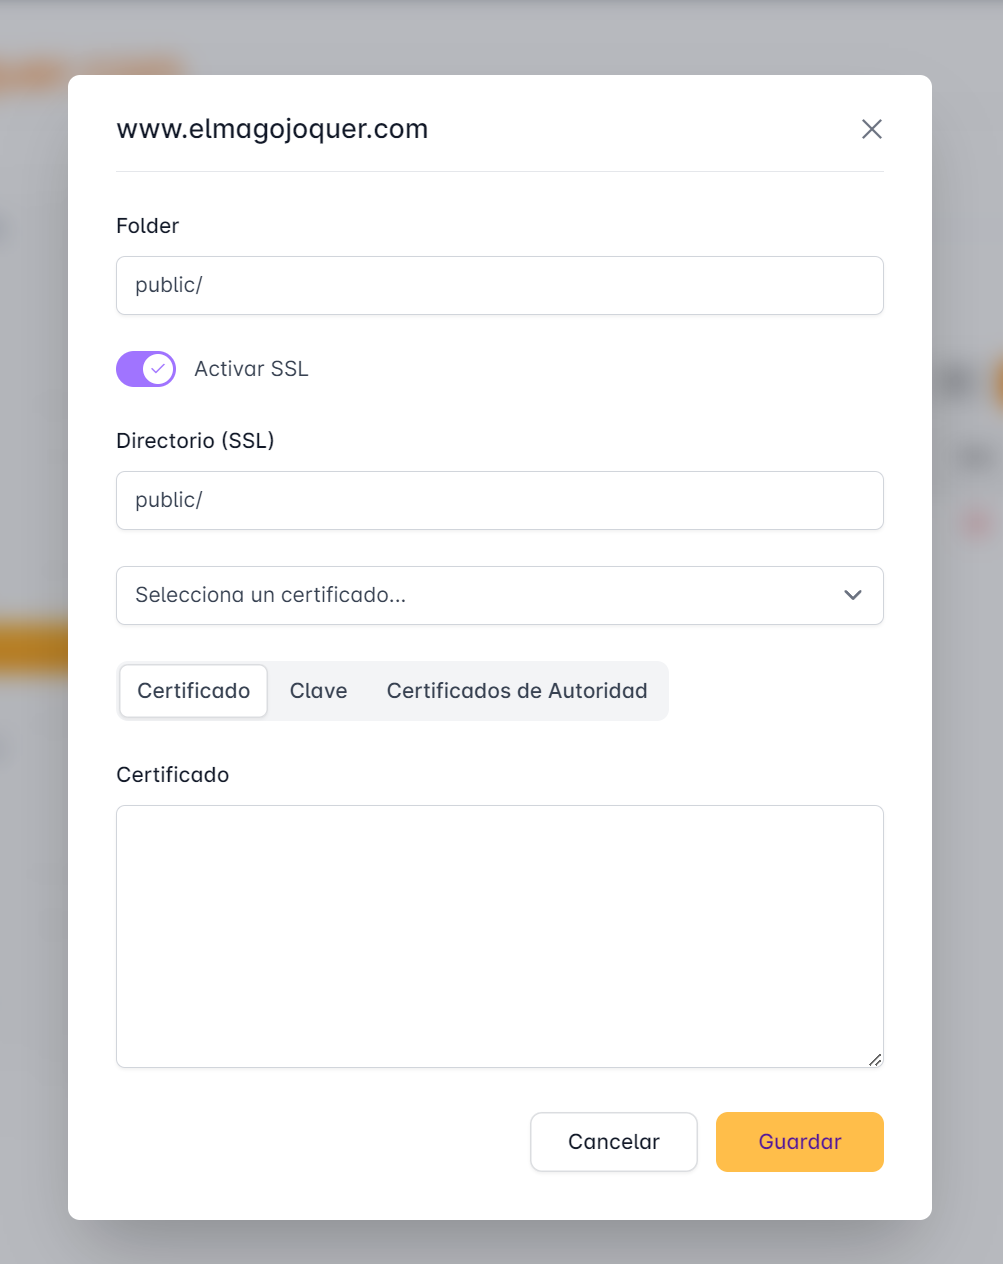 www.elmagojoquer.com
Folder
public/
Activar SSL
Directorio (SSL)
public/
Selecciona un certificado...
Certificado Clave Certificados de Autoridad
Certificado
Cancelar Guardar